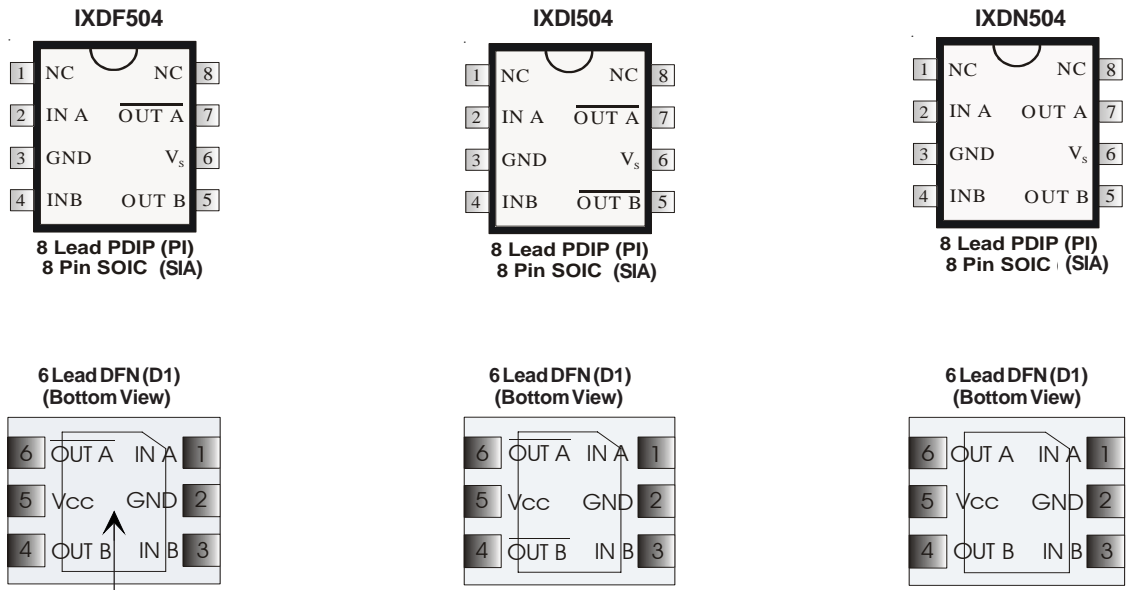 IXDF504
1 NC NC 8
2 IN A OUT A 7
3 GND Vs 6
4 INB OUT B 5
8 Lead PDIP (PI)
8 Pin SOIC (SIA)
IXDI504
1 NC NC 8
2 IN A OUT A 7
3 GND Vs 6
4 INB OUT B 5
8 Lead PDIP (PI)
8 Pin SOIC (SIA)
IXDN504
1 NC NC 8
2 IN A OUT A 7
3 GND Vs 6
4 INB OUT B 5
8 Lead PDIP (PI)
8 Pin SOIC (SIA)
6 Lead DFN (D1)
(Bottom View)
6 OUT A IN A 1
5 Vcc GND 2
4 OUT B IN B 3
6 Lead DFN (D1)
(Bottom View)
6 OUT A IN A 1
5 Vcc GND 2
4 OUT B IN B 3
6 Lead DFN (D1)
(Bottom View)
6 OUT A IN A 1
5 Vcc GND 2
4 OUT B IN B 3